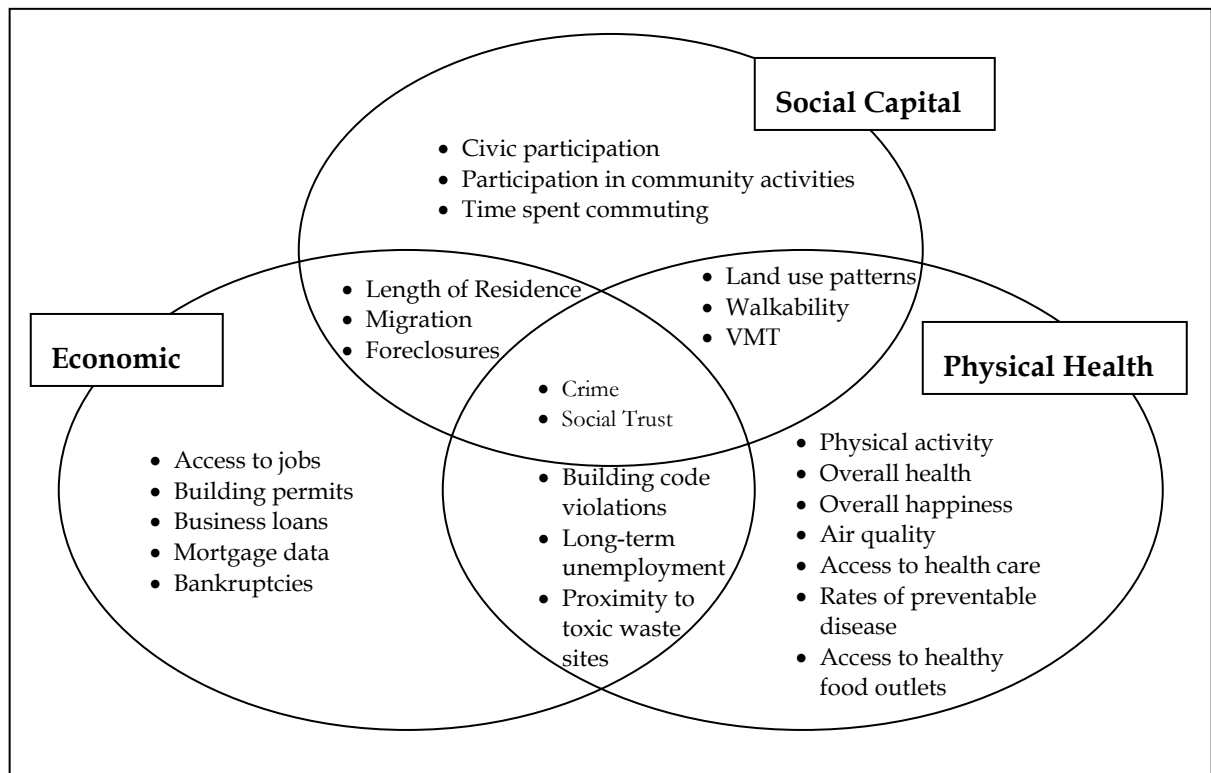 Social Capital
• Civic participation
• Participation in community activities
• Time spent commuting
• Length of Residence
• Migration
• Foreclosures
• Land use patterns
• Walkability
• VMT
Economic
Physical Health
• Crime
• Social Trust
• Access to jobs
• Building permits
• Business loans
• Mortgage data
• Bankruptcies
• Building code
violations
• Long-term
unemployment
• Proximity to
toxic waste
sites
• Physical activity
• Overall health
• Overall happiness
• Air quality
• Access to health care
• Rates of preventable
disease
• Access to healthy
food outlets